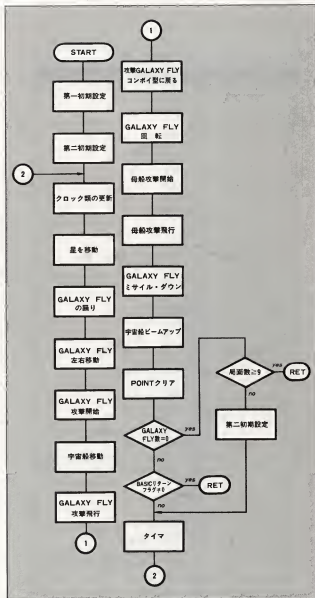 START
第一初期設定
第二初期設定
2
クロック類の更新
星を移動
GALAXY FLY
の踊り
GALAXY FLY
左右移動
GALAXY FLY
攻撃開始
宇宙船移動
GALAXY FLY
攻撃飛行
1
1
攻撃GALAXY FLY
コンボイ型に戻る
GALAXY FLY
回転
母船攻撃開始
母船攻撃飛行
GALAXY FLY
ミサイル・ダウン
宇宙船ビームアップ
POINTクリア
GALAXY
FLY数=0
yes
no
BASICリターン
フラグ≠0
yes
RET
no
タイマ
2
局面数≧9
yes
RET
no
第二初期設定